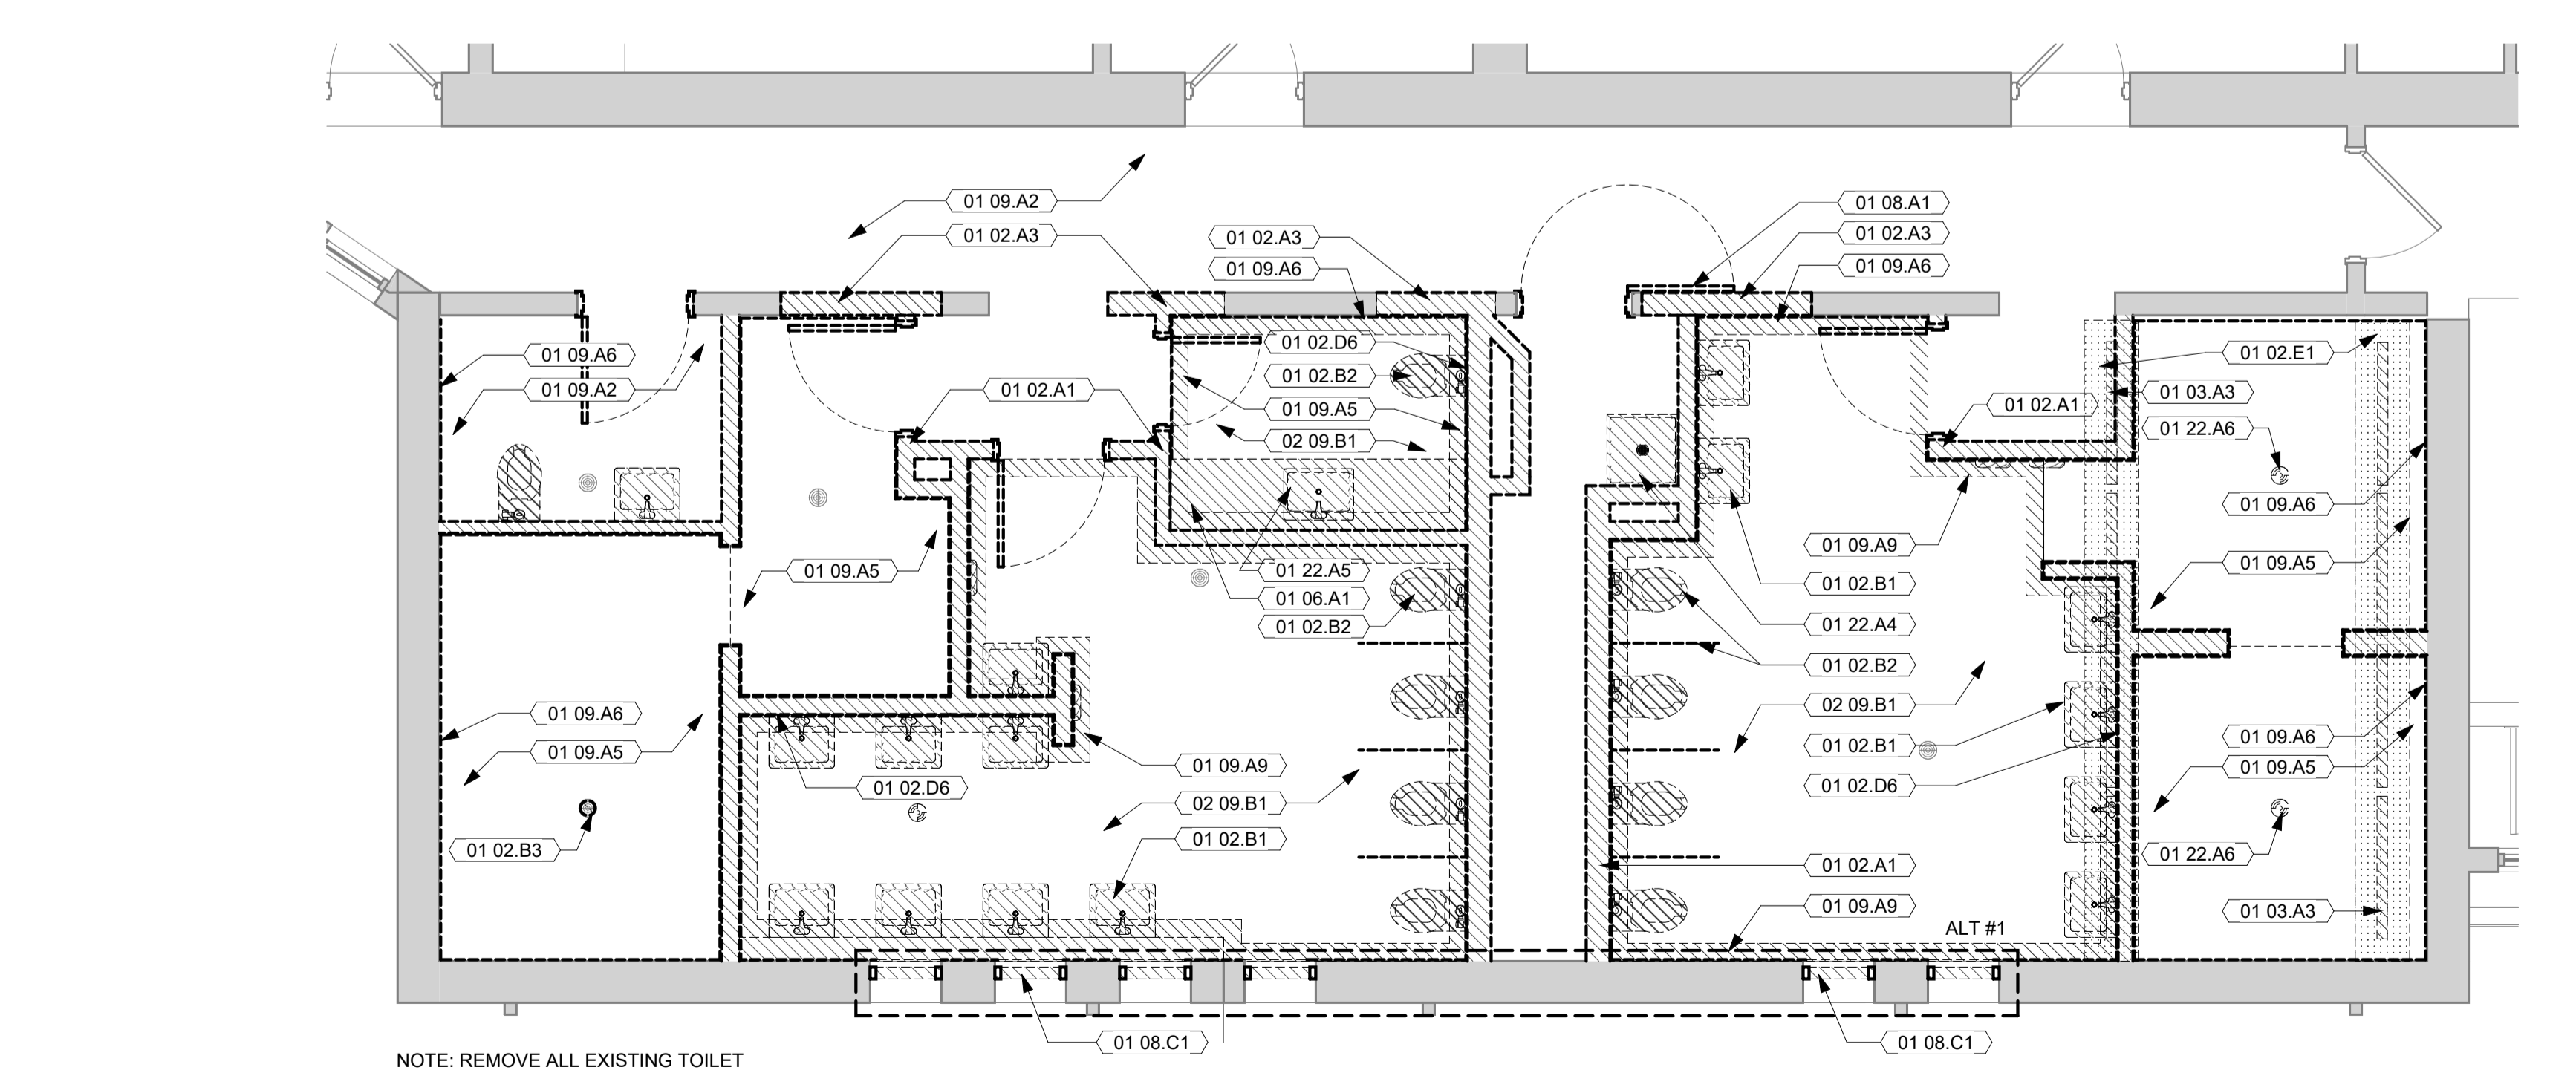 01 09.A2
01 08.A1
01 02.A3
01 02.A3
01 02.A3
01 09.A6
01 09.A6
01 09.A6
01 02.D6
01 02.E1
01 09.A2
01 02.B2
01 02.A1
01 03.A3
01 09.A5
01 02.A1
02 09.B1
01 22.A6
01 09.A6
01 09.A9
01 09.A5
01 09.A5
01 22.A5
01 02.B1
01 06.A1
01 22.A4
01 02.B2
01 02.B2
02 09.B1
01 09.A6
01 09.A6
01 02.B1
01 09.A5
01 09.A9
01 09.A5
01 02.D6
01 02.D6
02 09.B1
01 02.B1
01 02.B3
01 22.A6
01 02.A1
01 09.A9
01 03.A3
ALT #1
01 08.C1
01 08.C1
NOTE: REMOVE ALL EXISTING TOILET